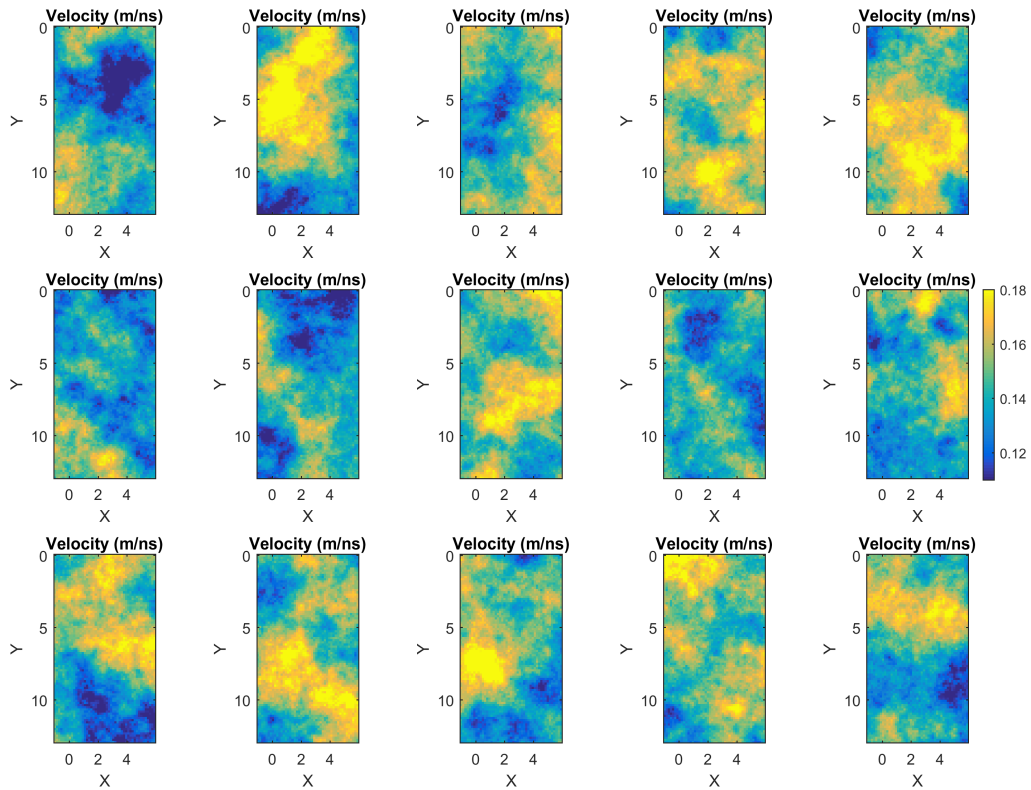 Velocity (m/ns) Velocity (m/ns) Velocity (m/ns) Velocity (m/ns) Velocity (m/ns)
0 0 0 0 0
5 5 5 5 5
Y Y Y Y Y
10 10 10 10 10
0 2 4 0 2 4 0 2 4 0 2 4 0 2 4
X X X X X
Velocity (m/ns) Velocity (m/ns) Velocity (m/ns) Velocity (m/ns) Velocity (m/ns)
0 0 0 0 0 0.18
5 5 5 5 5 0.16
Y Y Y Y Y 0.14
10 10 10 10 10 0.12
0 2 4 0 2 4 0 2 4 0 2 4 0 2 4
X X X X X
Velocity (m/ns) Velocity (m/ns) Velocity (m/ns) Velocity (m/ns) Velocity (m/ns)
0 0 0 0 0
5 5 5 5 5
Y Y Y Y Y
10 10 10 10 10
0 2 4 0 2 4 0 2 4 0 2 4 0 2 4
X X X X X